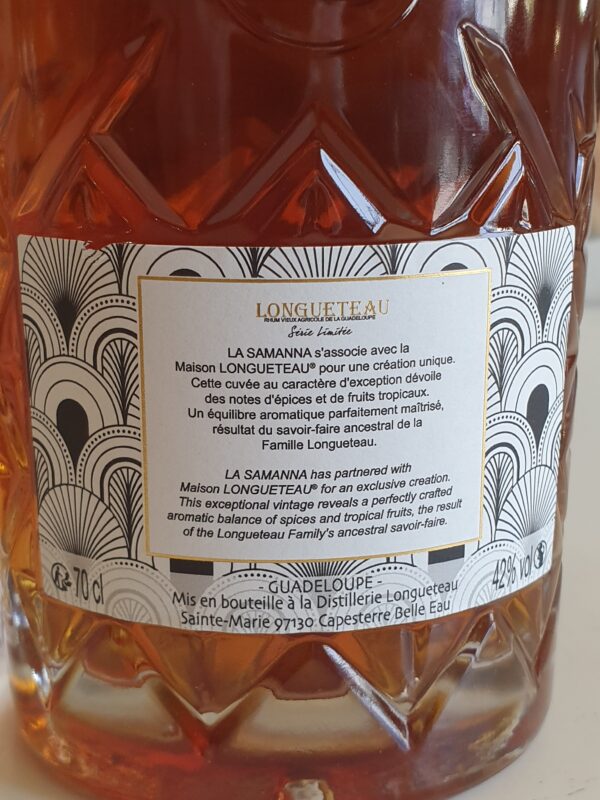 LONGUETEAU
RHUM VIEUX AGRICOLE DE LA GUADELOUPE
Série Limitée
LA SAMANNA s'associe avec la
Maison LONGUETEAU® pour une création unique.
Cette cuvée au caractère d'exception dévoile
des notes d'épices et de fruits tropicaux.
Un équilibre aromatique parfaitement maîtrisé,
résultat du savoir-faire ancestral de la
Famille Longueteau.
LA SAMANNA has partnered with
Maison LONGUETEAU® for an exclusive creation.
This exceptional vintage reveals a perfectly crafted
aromatic balance of spices and tropical fruits, the result
of the Longueteau Family's ancestral savoir-faire.
70 cl
42% vol
- GUADELOUPE -
Mis en bouteille à la Distillerie Longueteau
Sainte-Marie 97130 Capesterre Belle Eau